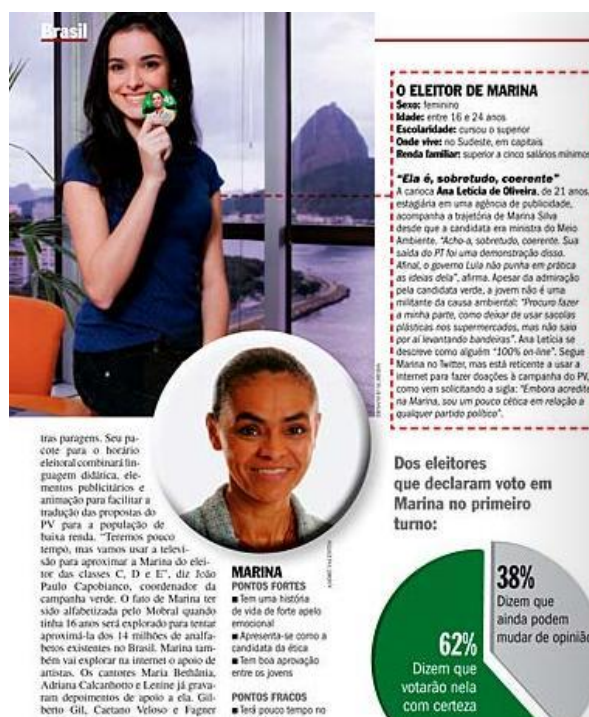 Brasil
O ELEITOR DE MARINA
Sexo: feminino
Idade: entre 16 e 24 anos
Escolaridade: cursou o superior
Onde vive: no Sudeste, em capitais
Renda familiar: superior a cinco salários mínimos
"Ela é, sobretudo, coerente"
A carioca Ana Letícia de Oliveira, de 21 anos,
estagiária em uma agência de publicidade,
acompanha a trajetória de Marina Silva
desde que a candidata era ministra do Meio
Ambiente. "Acho-a, sobretudo, coerente. Sua
saída do PT foi uma demonstração disso.
Afinal, o governo Lula não punha em prática
as ideias dela", afirma. Apesar da admiração
pela candidata verde, a jovem não é uma
militante da causa ambiental: "Procuro fazer
a minha parte, como deixar de usar sacolas
plásticas nos supermercados, mas não saio
por aí levantando bandeiras". Ana Letícia se
descreve como alguém "100% on-line". Segue
Marina no Twitter, mas está reticente a usar a
internet para fazer doações à campanha do PV,
como vem solicitando a sigla: "Embora acredite
na Marina, sou um pouco cética em relação a
qualquer partido político".
tras paragens. Seu pa-
cote para o horário
eleitoral combinará lin-
guagem didática, ele-
mentos publicitários e
animação para facilitar a
tradução das propostas do
PV para a população de
baixa renda. "Teremos pouco
tempo, mas vamos usar a televi-
são para aproximar a Marina do elei-
tor das classes C, D e E", diz João
Paulo Capobianco, coordenador da
campanha verde. O fato de Marina ter
sido alfabetizada pelo Mobral quando
tinha 16 anos será explorado para tentar
aproximá-la dos 14 milhões de analfa-
betos existentes no Brasil. Marina tam-
bém vai explorar na internet o apoio de
artistas. Os cantores Maria Bethânia,
Adriana Calcanhotto e Lenine já grava-
ram depoimentos de apoio a ela. Gil-
berto Gil, Caetano Veloso e Fagner
MARINA
PONTOS FORTES
■ Tem uma história
de vida de forte apelo
emocional
■ Apresenta-se como a
candidata da ética
■ Tem boa aprovação
entre os jovens
PONTOS FRACOS
■ Terá pouco tempo no
Dos eleitores
que declaram voto em
Marina no primeiro
turno:
38%
Dizem que
ainda podem
mudar de opinião
62%
Dizem que
votarão nela
com certeza